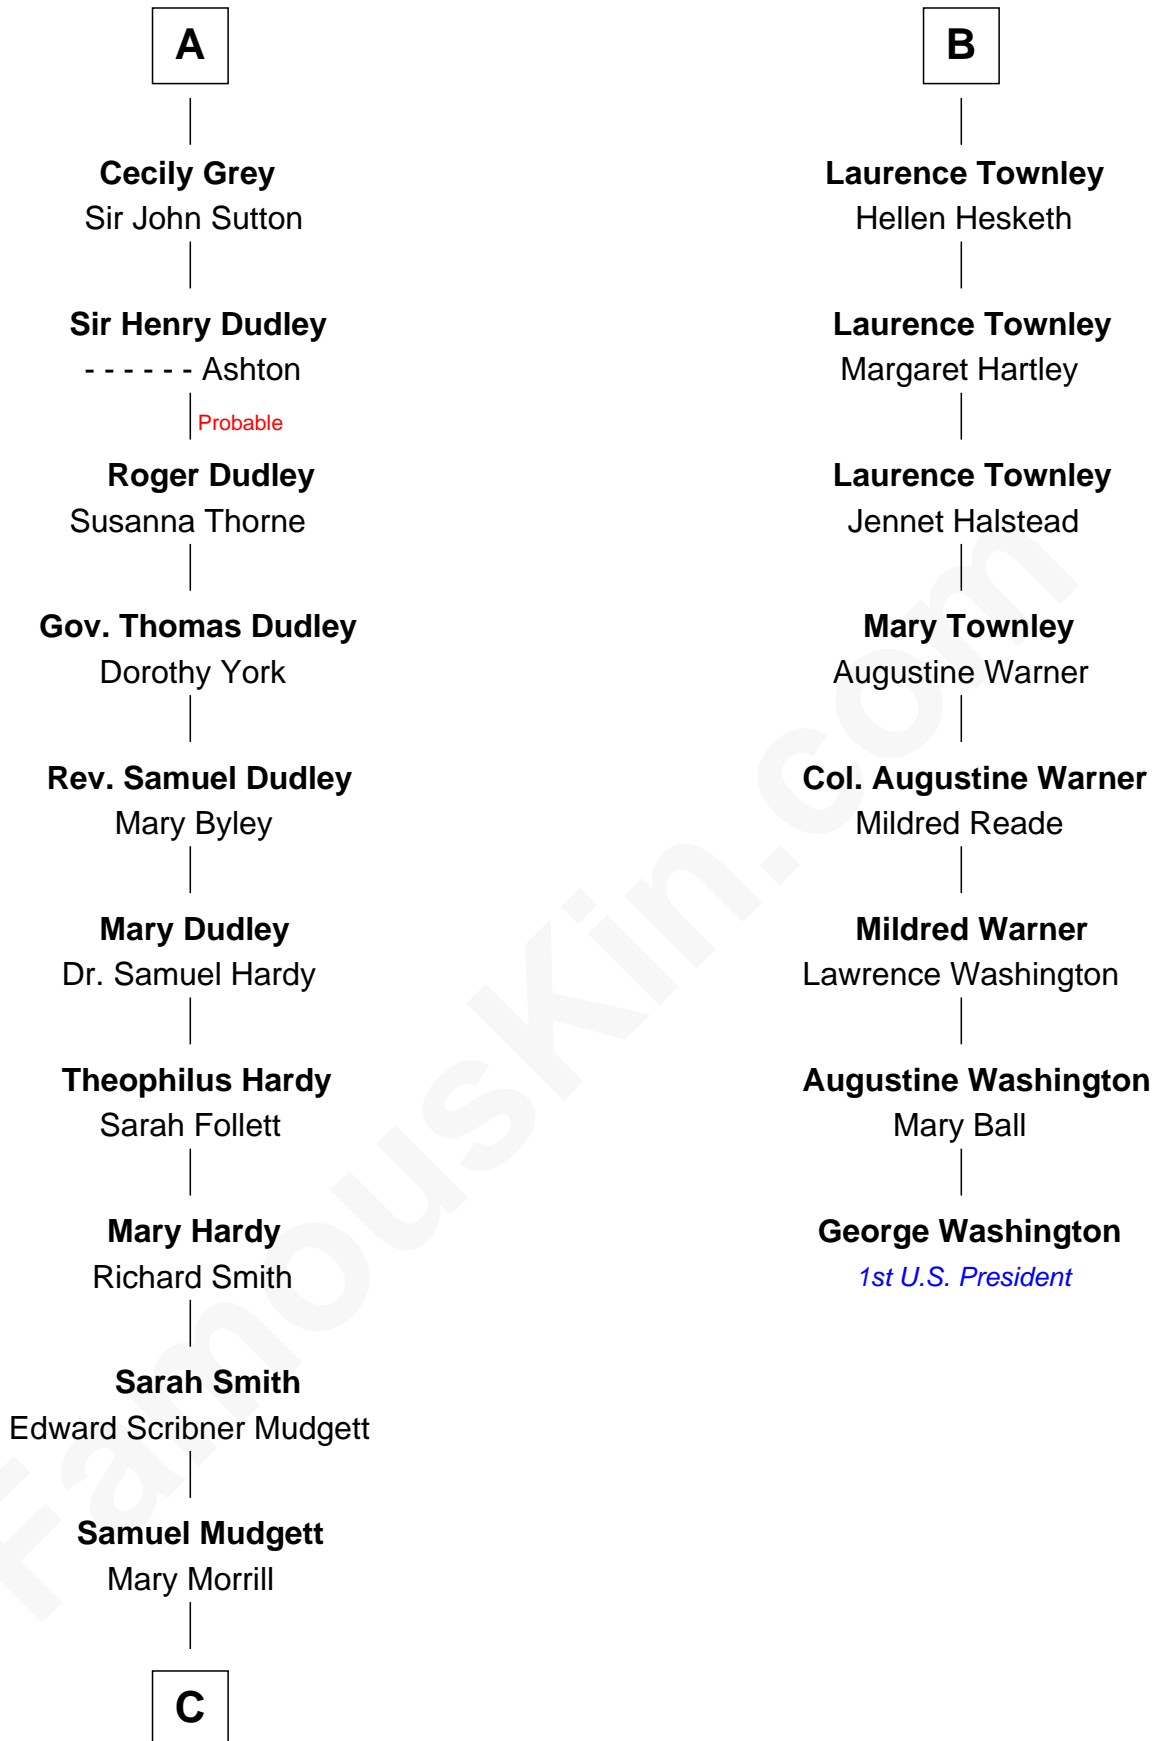 A
Cecily Grey
Sir John Sutton
Sir Henry Dudley
- - - - - - Ashton
Probable
Roger Dudley
Susanna Thorne
Gov. Thomas Dudley
Dorothy York
Rev. Samuel Dudley
Mary Byley
Mary Dudley
Dr. Samuel Hardy
Theophilus Hardy
Sarah Follett
Mary Hardy
Richard Smith
Sarah Smith
Edward Scribner Mudgett
Samuel Mudgett
Mary Morrill
C
B
Laurence Townley
Hellen Hesketh
Laurence Townley
Margaret Hartley
Laurence Townley
Jennet Halstead
Mary Townley
Augustine Warner
Col. Augustine Warner
Mildred Reade
Mildred Warner
Lawrence Washington
Augustine Washington
Mary Ball
George Washington
1st U.S. President
FamousKin.com